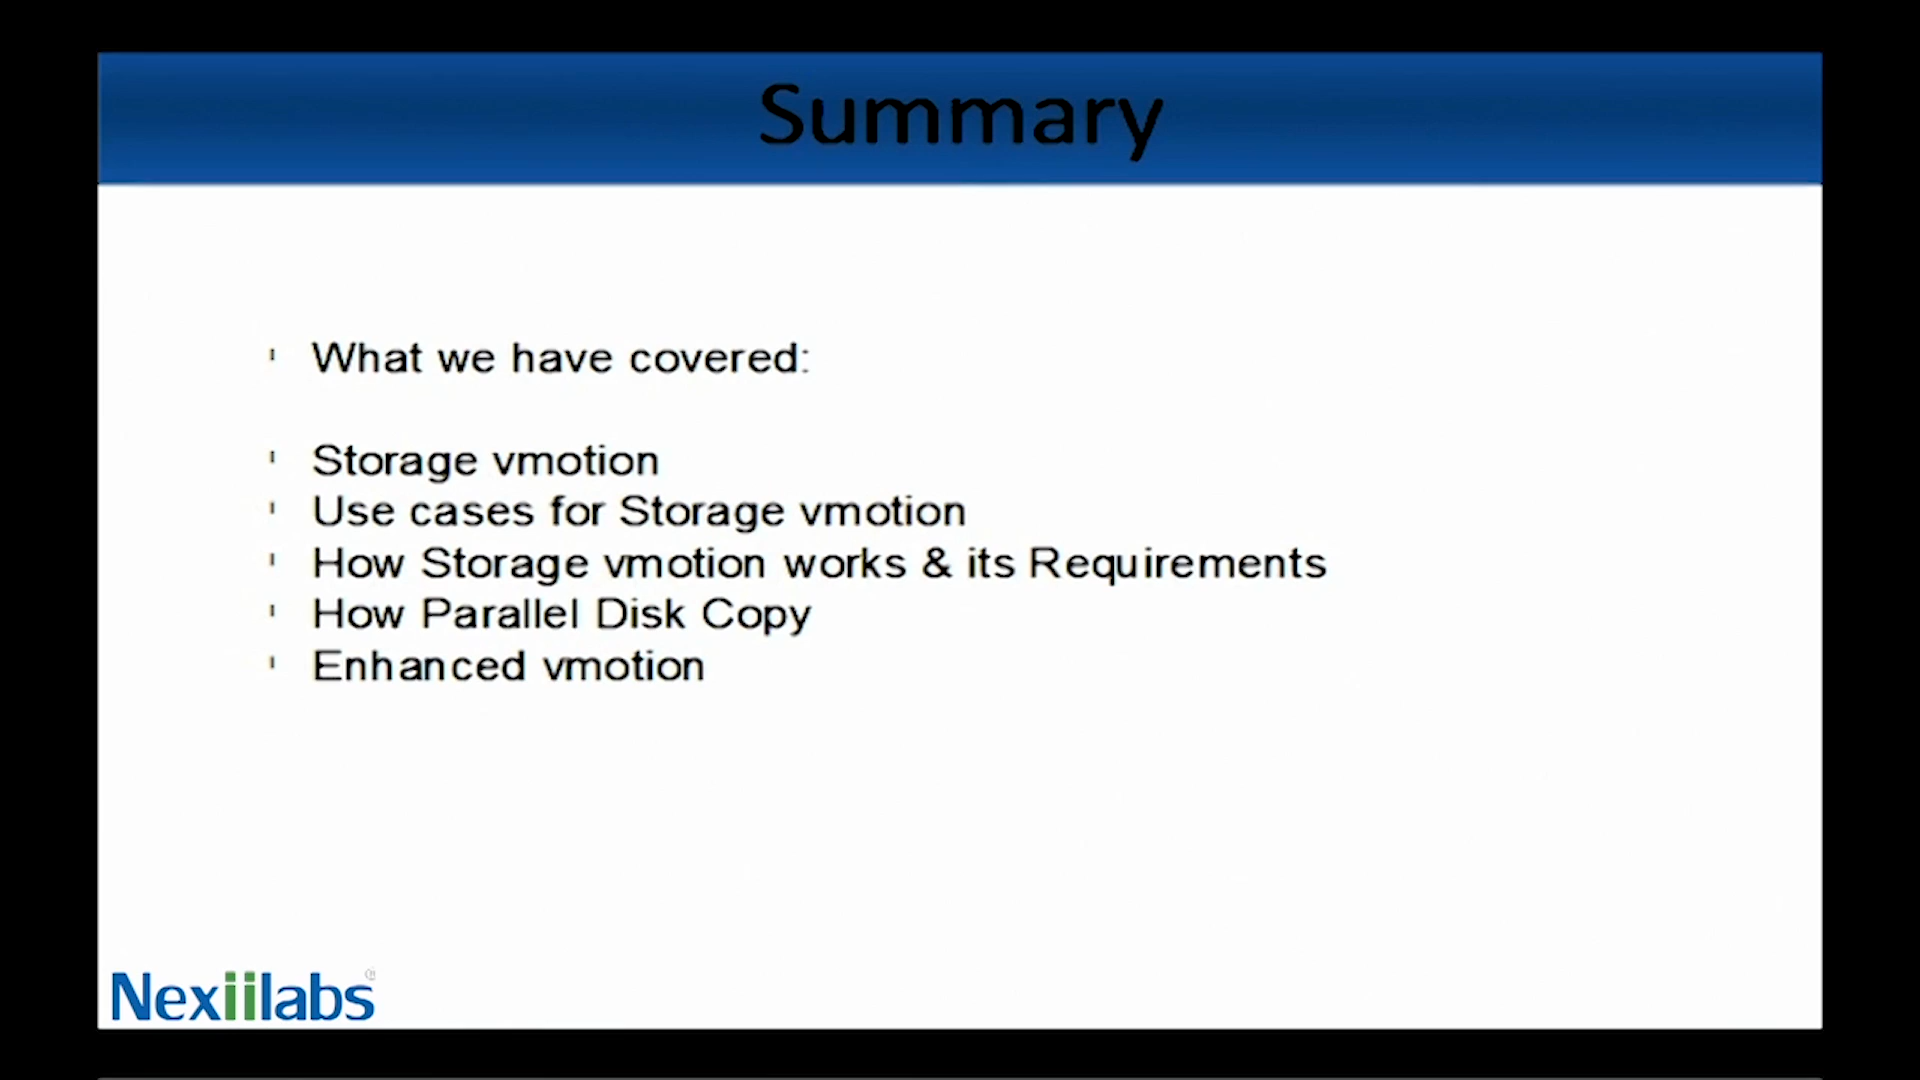 Summary
What we have covered:
Storage vmotion
Use cases for Storage vmotion
How Storage vmotion works & its Requirements
How Parallel Disk Copy
Enhanced vmotion
Nexiilabs®